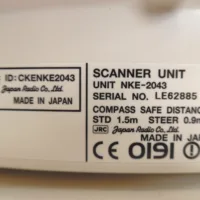 ID: CKENKE2043
Japan Radio Co., Ltd.
MADE IN JAPAN
SCANNER UNIT
UNIT NKE-2043
SERIAL NO. LE62885
COMPASS SAFE DISTANC
STD 1.5m STEER 0.9m
JRC Japan Radio Co., Ltd.
MADE IN JAPA
CE 0191